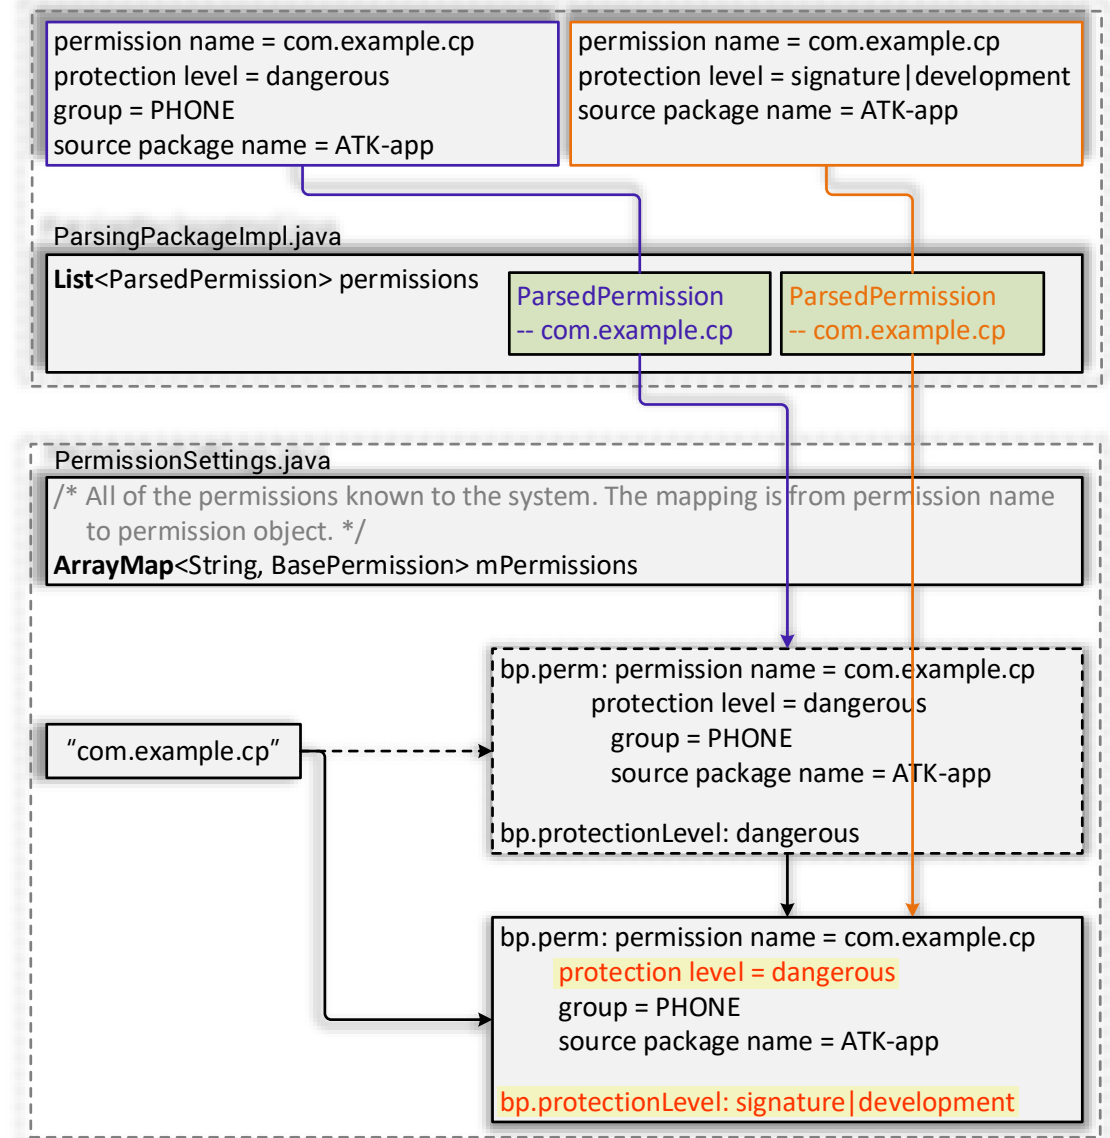 permission name = com.example.cp
protection level = dangerous
group = PHONE
source package name = ATK-app
permission name = com.example.cp
protection level = signature|development
source package name = ATK-app
ParsingPackageImpl.java
List<ParsedPermission> permissions
ParsedPermission
-- com.example.cp
ParsedPermission
-- com.example.cp
PermissionSettings.java
/* All of the permissions known to the system. The mapping is from permission name
to permission object. */
ArrayMap<String, BasePermission> mPermissions
bp.perm: permission name = com.example.cp
protection level = dangerous
group = PHONE
source package name = ATK-app
bp.protectionLevel: dangerous
"com.example.cp"
bp.perm: permission name = com.example.cp
protection level = dangerous
group = PHONE
source package name = ATK-app
bp.protectionLevel: signature|development